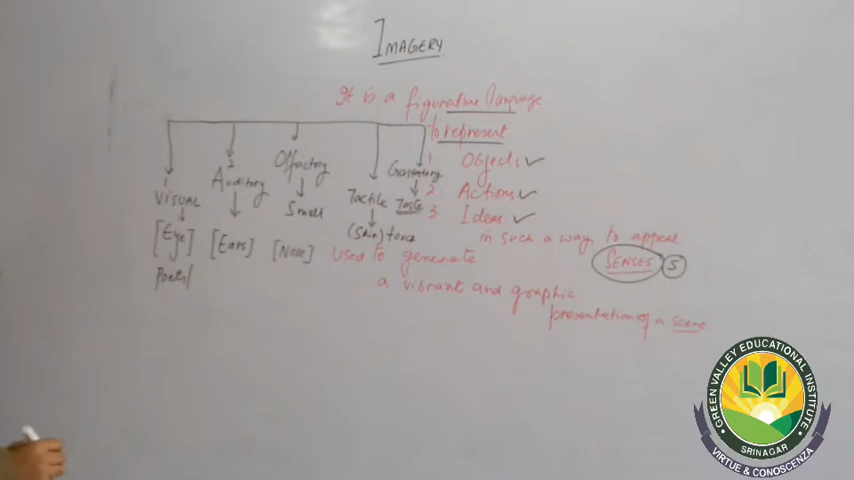 IMAGERY
It is a figurative language
to represent
1 Objects ✓
2 Actions ✓
3 Ideas ✓
in such a way to appeal
SENSES 5
Used to generate
a vibrant and graphic
presentation of a scene
1
VISUAL
[Eye]
2
Auditory
[Ears]
Olfactory
Smell
[Nose]
Tactile
(Skin)
Taste
GREEN VALLEY EDUCATIONAL INSTITUTE
SRINAGAR
VIRTUE & CONOSCENZA